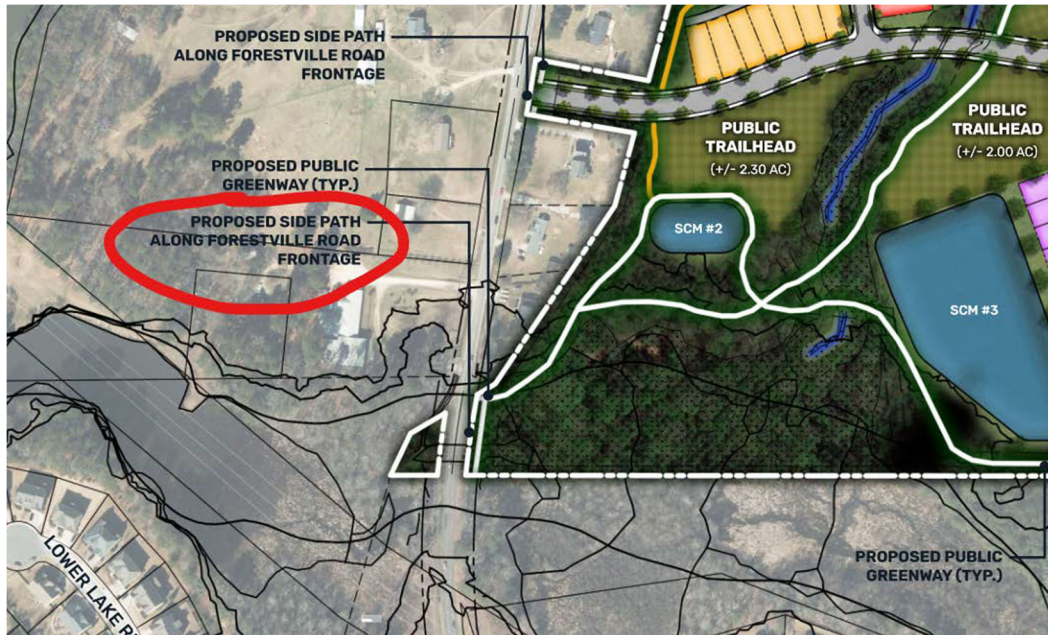 PROPOSED SIDE PATH
ALONG FORESTVILLE ROAD
FRONTAGE
PUBLIC
TRAILHEAD
(+/- 2.30 AC)
PUBLIC
TRAILHEAD
(+/- 2.00 AC)
PROPOSED PUBLIC
GREENWAY (TYP.)
PROPOSED SIDE PATH
ALONG FORESTVILLE ROAD
FRONTAGE
SCM #2
SCM #3
LOWER LAKE
PROPOSED PUBLIC
GREENWAY (TYP.)